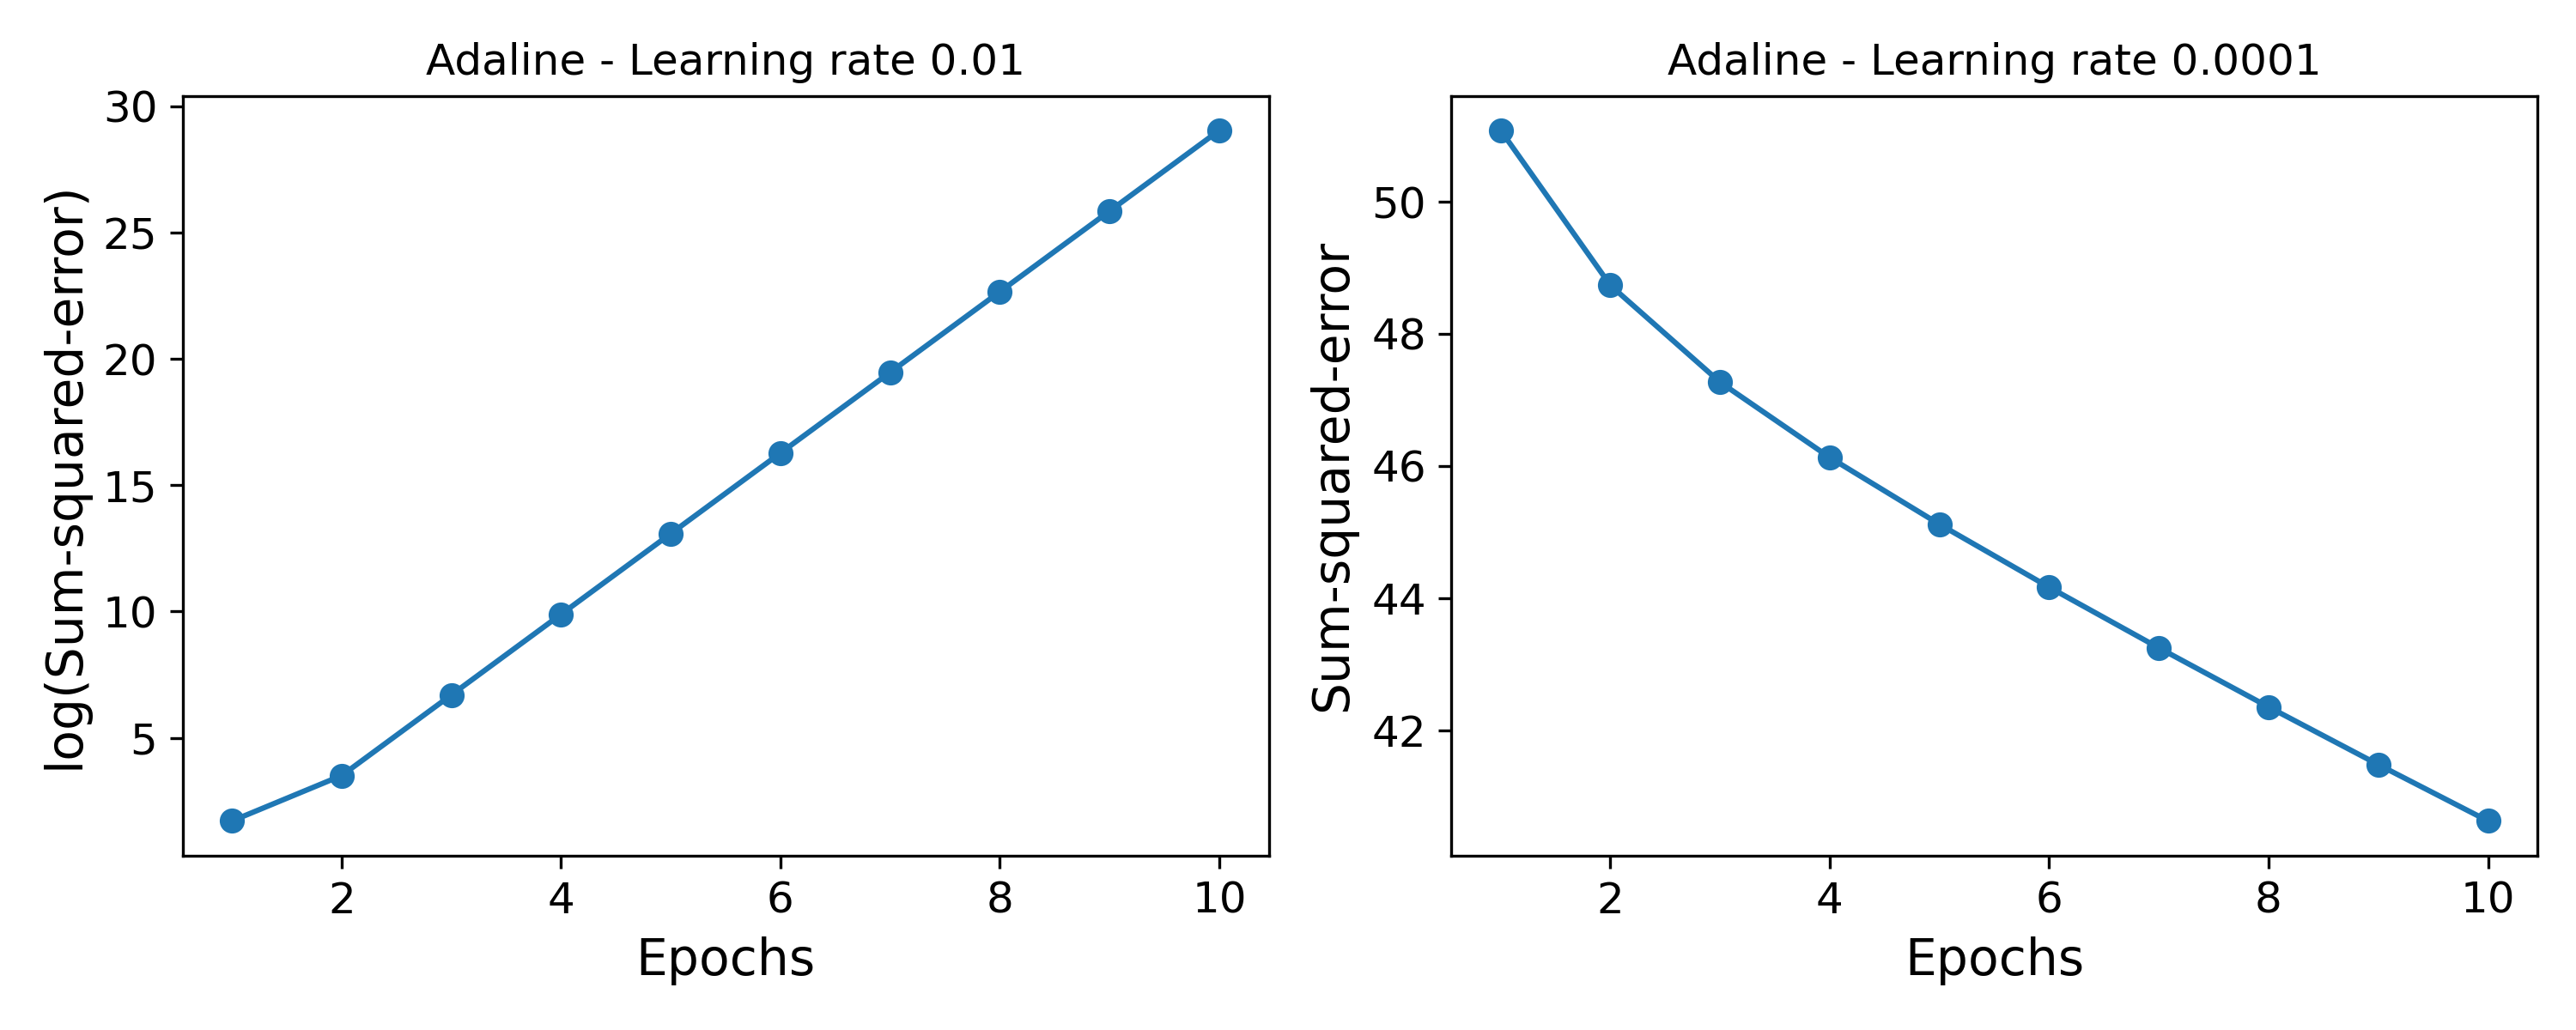 Adaline - Learning rate 0.01
30
25
20
15
10
5
log(Sum-squared-error)
2 4 6 8 10
Epochs
Adaline - Learning rate 0.0001
50
48
46
44
42
Sum-squared-error
2 4 6 8 10
Epochs